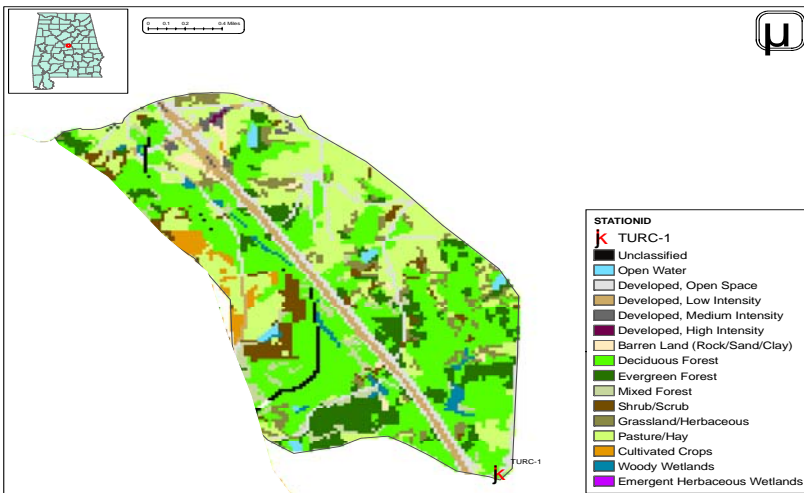 0 0.1 0.2 0.4 Miles
µ
TURC-1
STATIONID
jk TURC-1
Unclassified
Open Water
Developed, Open Space
Developed, Low Intensity
Developed, Medium Intensity
Developed, High Intensity
Barren Land (Rock/Sand/Clay)
Deciduous Forest
Evergreen Forest
Mixed Forest
Shrub/Scrub
Grassland/Herbaceous
Pasture/Hay
Cultivated Crops
Woody Wetlands
Emergent Herbaceous Wetlands
jk